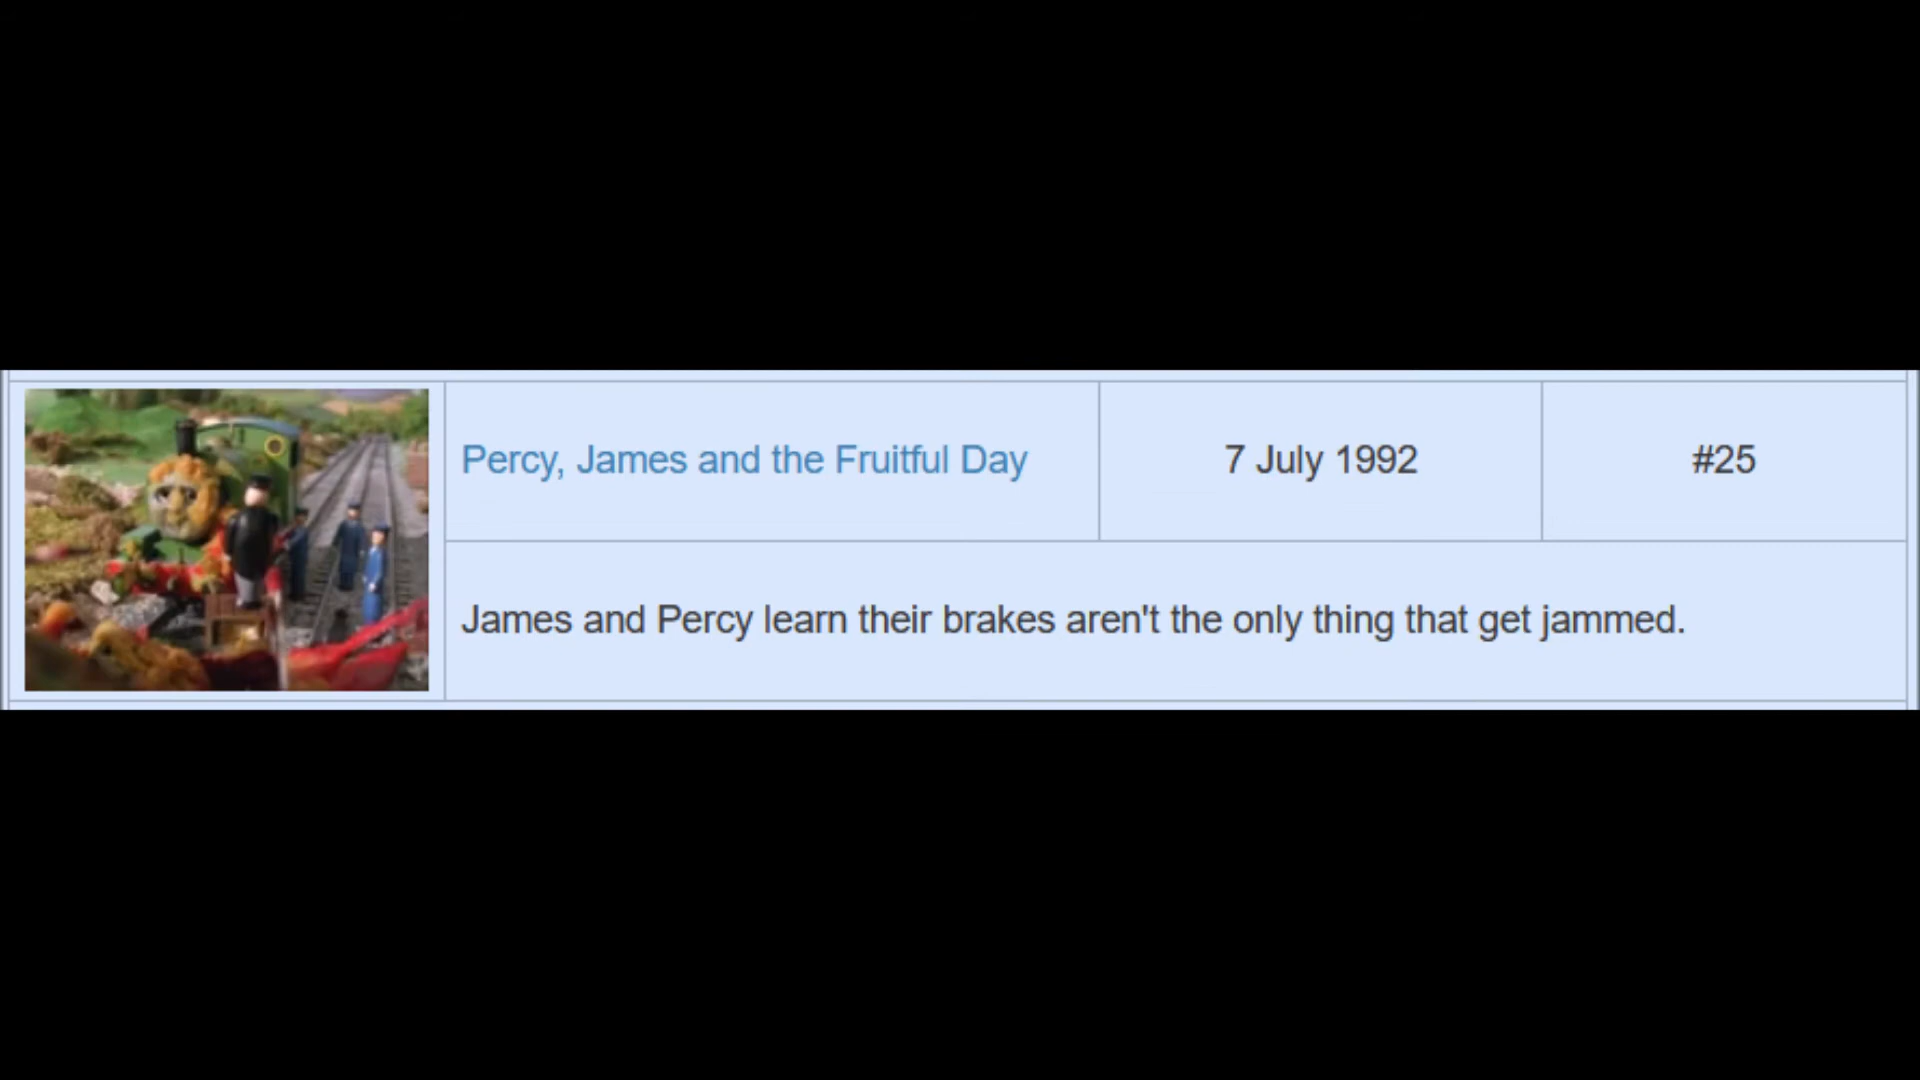 Percy, James and the Fruitful Day
7 July 1992
#25
James and Percy learn their brakes aren't the only thing that get jammed.